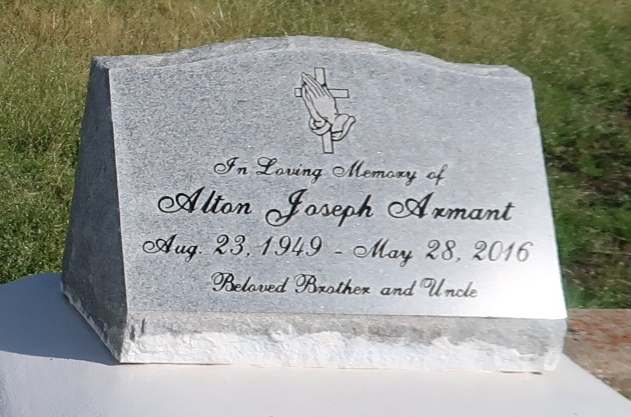 In Loving Memory of
Alton Joseph Armant
Aug. 23, 1949 - May 28, 2016
Beloved Brother and Uncle